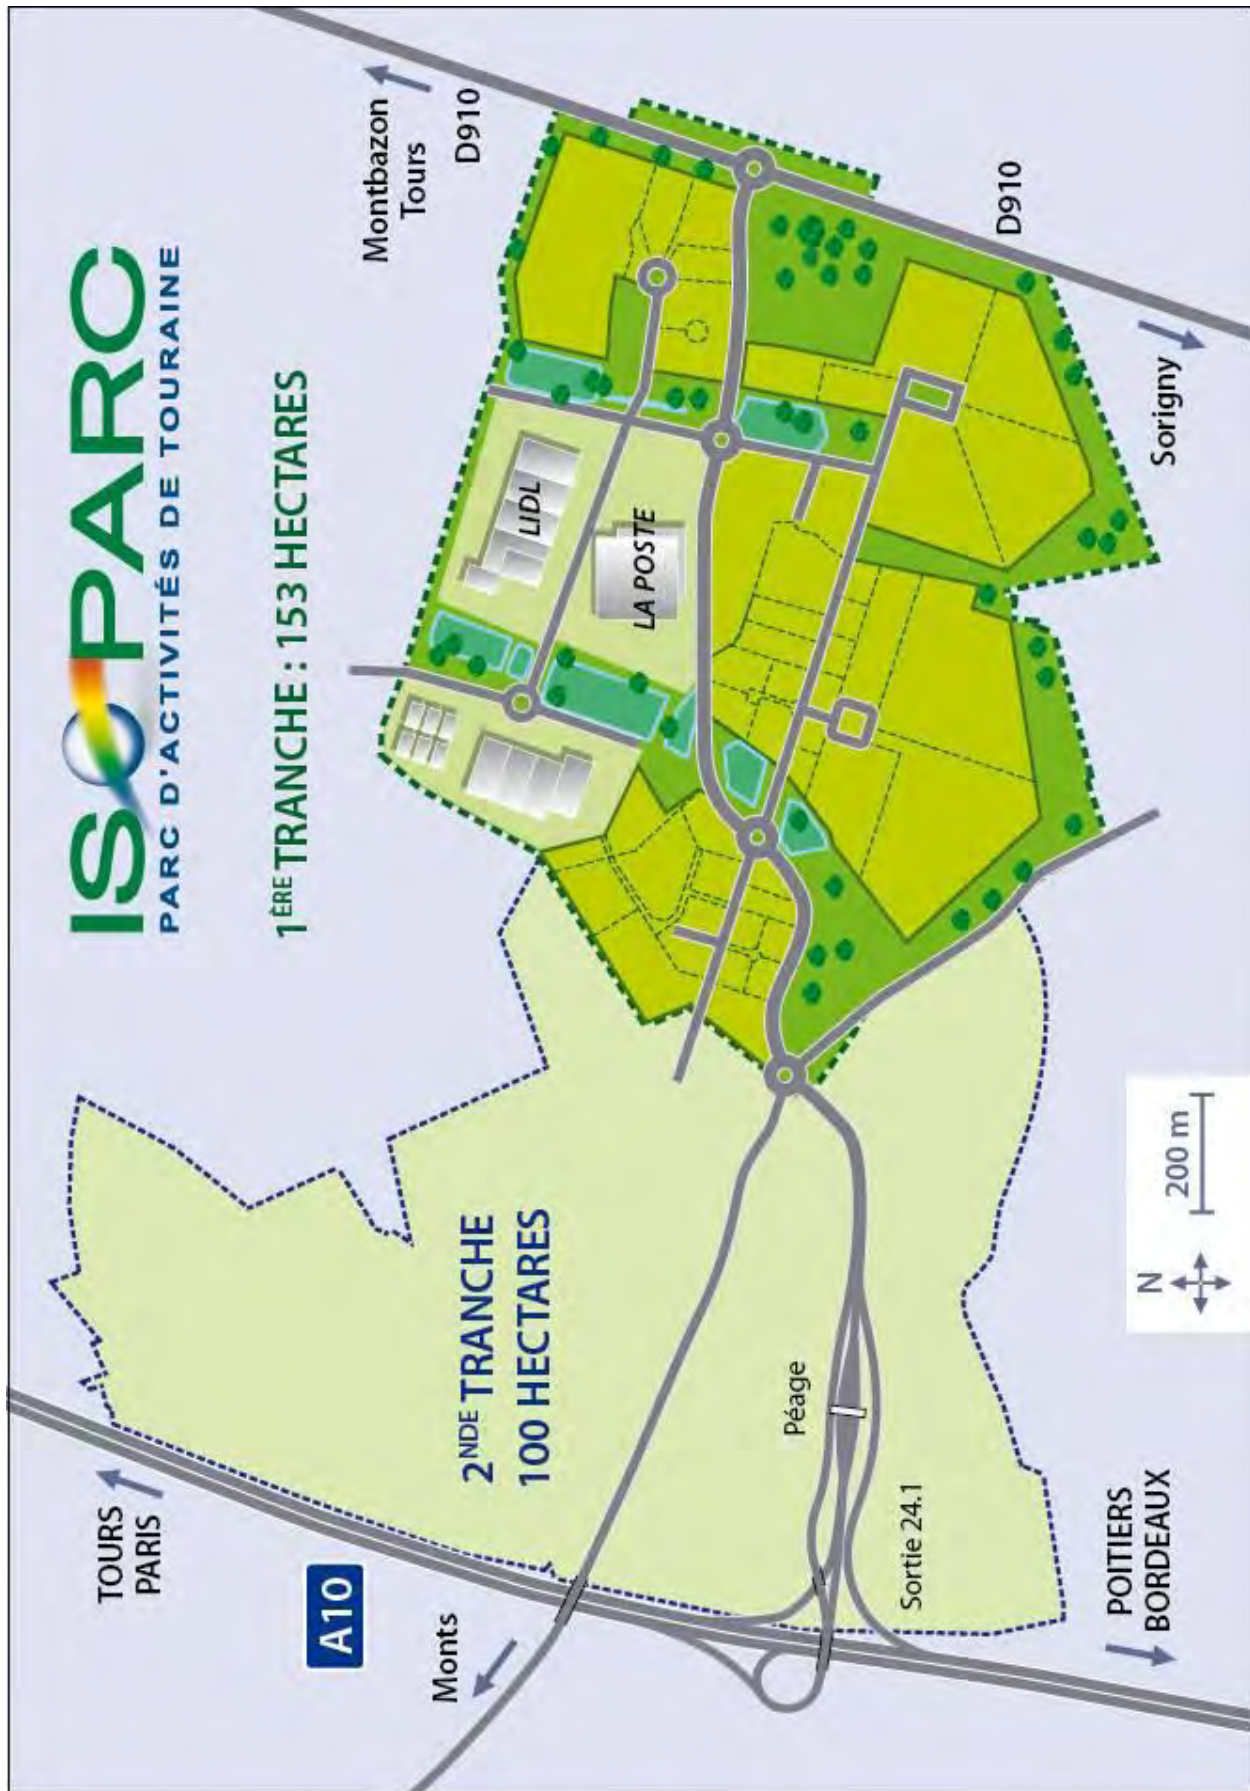 ISOPARC
PARC D'ACTIVITÉS DE TOURAINE
1ÈRE TRANCHE : 153 HECTARES
TOURS
PARIS
A10
Monts
2NDE TRANCHE
100 HECTARES
Montbazon
Tours
D910
LIDL
LA POSTE
Péage
Sortie 24.1
D910
Sorigny
POITIERS
BORDEAUX
N
200 m